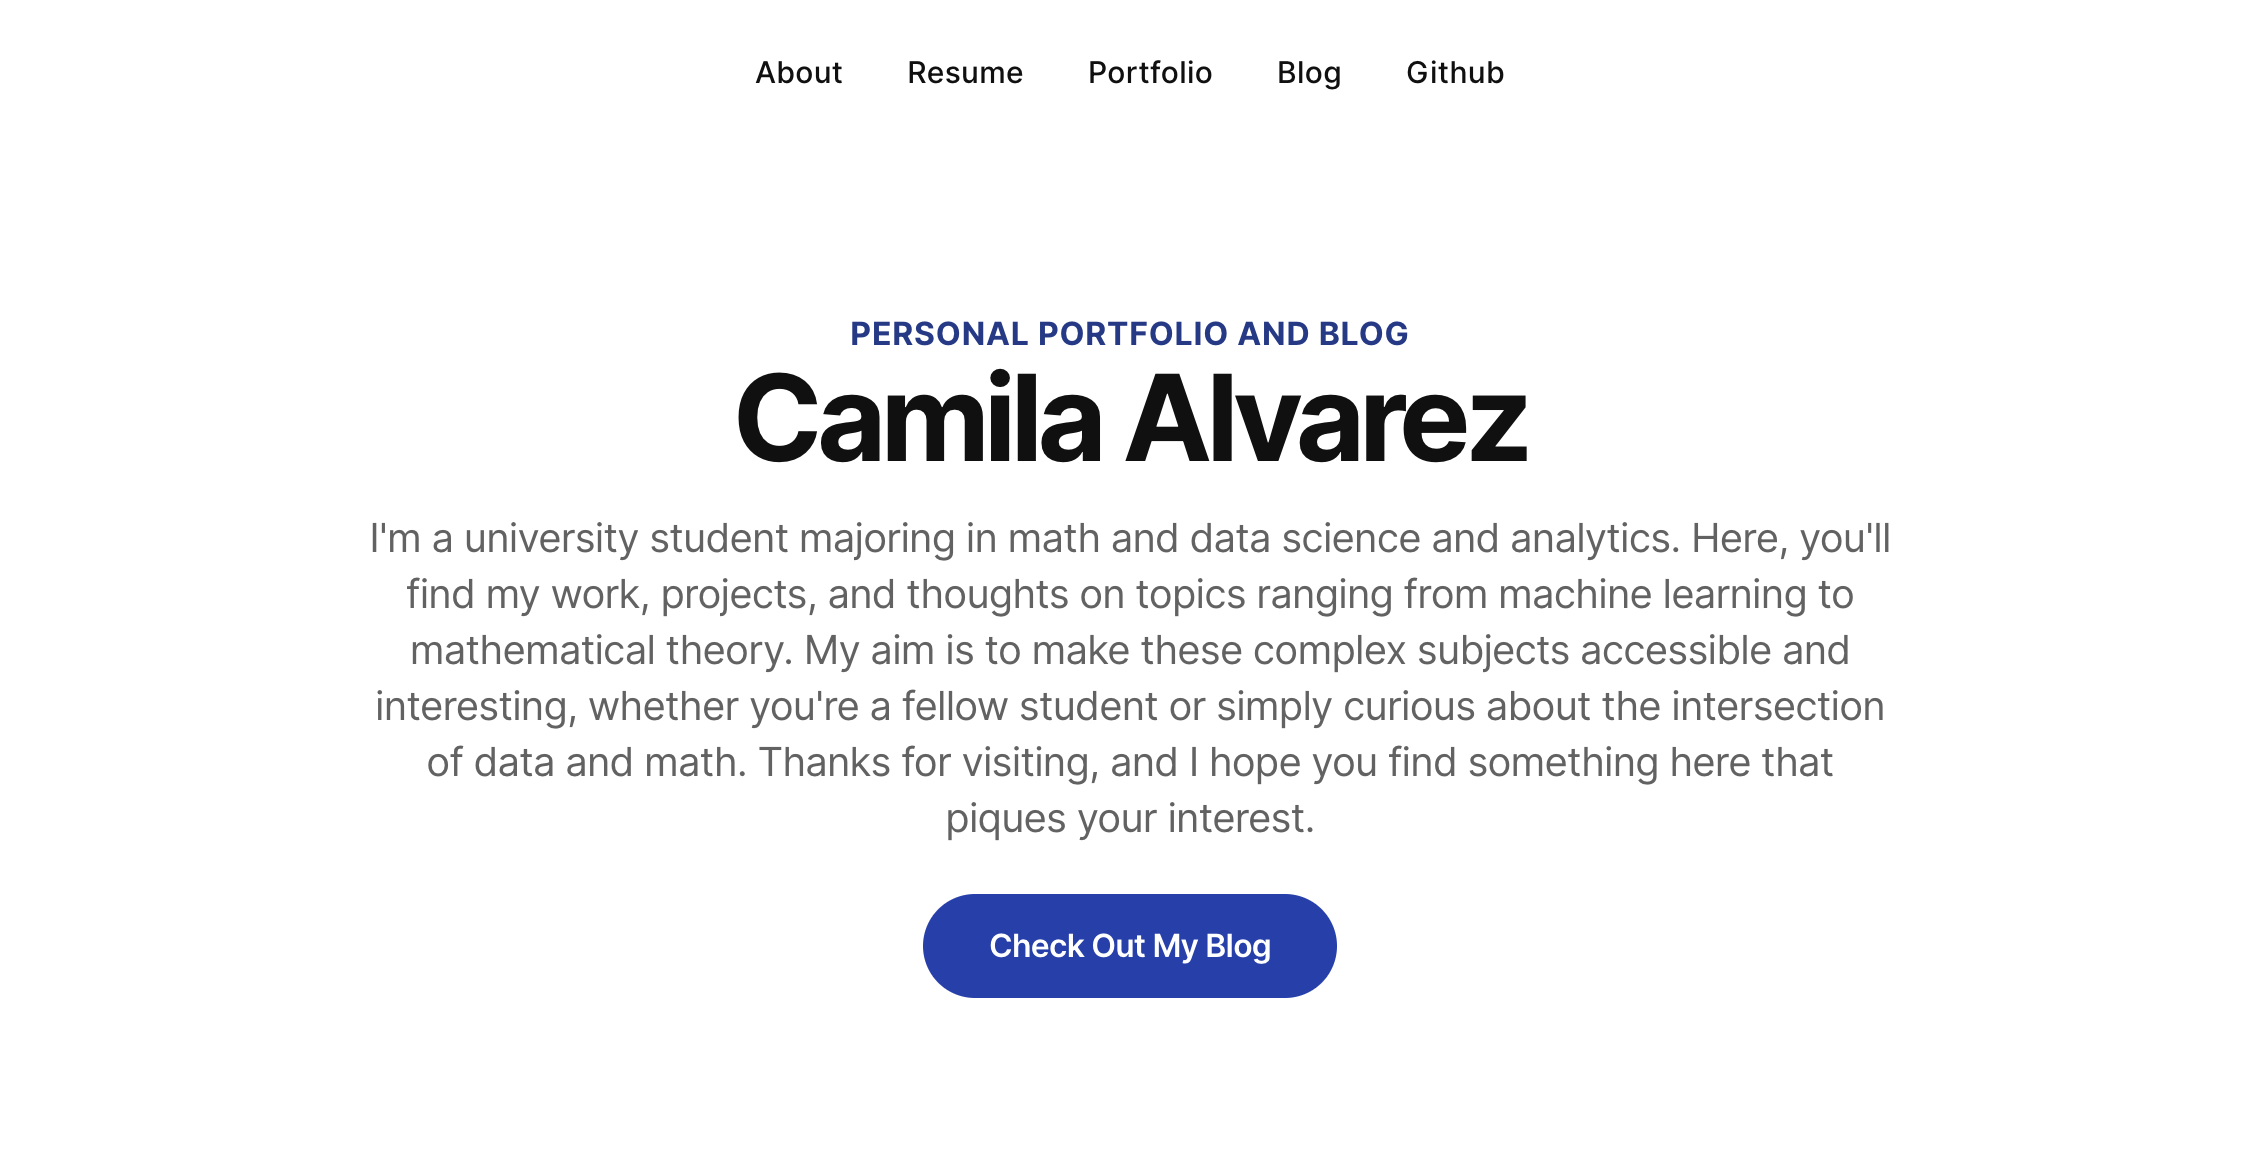 About Resume Portfolio Blog Github
PERSONAL PORTFOLIO AND BLOG
Camila Alvarez
I'm a university student majoring in math and data science and analytics. Here, you'll
find my work, projects, and thoughts on topics ranging from machine learning to
mathematical theory. My aim is to make these complex subjects accessible and
interesting, whether you're a fellow student or simply curious about the intersection
of data and math. Thanks for visiting, and I hope you find something here that
piques your interest.
Check Out My Blog